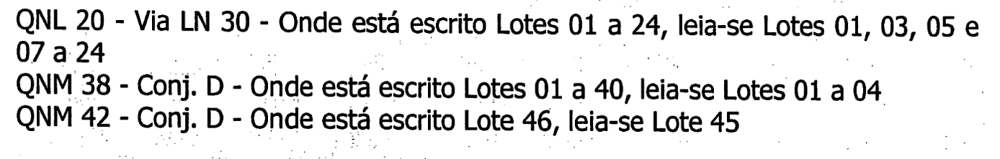 QNL 20 - Via LN 30 - Onde está escrito Lotes 01 a 24, leia-se Lotes 01, 03, 05 e
07 a 24
QNM 38 - Conj. D - Onde está escrito Lotes 01 a 40, leia-se Lotes 01 a 04
QNM 42 - Conj. D - Onde está escrito Lote 46, leia-se Lote 45